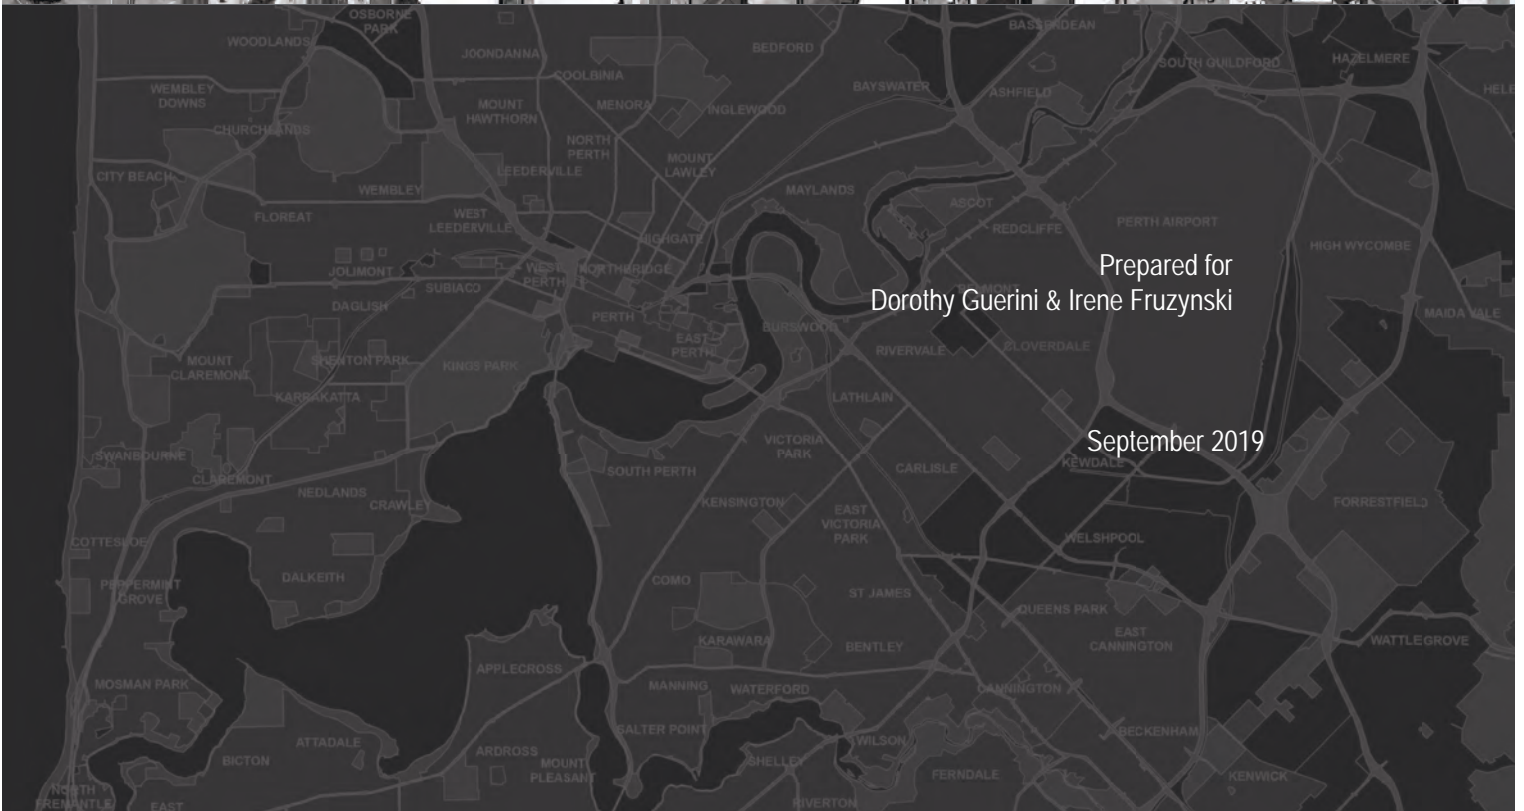 OSBORNE
PARK
WOODLANDS
JOONDANNA
BEDFORD
BASSENDEAN
COOLBINIA
SOUTH GUILDFORD
HAZELMERE
WEMBLEY
DOWNS
MOUNT
HAWTHORN
MENORA
INGLEWOOD
BAYSWATER
ASHFIELD
CHURCHLANDS
NORTH
PERTH
LEEDERVILLE
MOUNT
LAWLEY
CITY BEACH
WEMBLEY
MAYLANDS
ASCOT
FLOREAT
WEST
LEEDERVILLE
REDCLIFFE
PERTH AIRPORT
HIGHGATE
HIGH WYCOMBE
JOLIMONT
WEST
PERTH
NORTHBRIDGE
SUBIACO
DAGLISH
Prepared for
Dorothy Guerini & Irene Fruzynski
PERTH
BURSWOOD
EAST
PERTH
MAIDA VALE
RIVERVALE
CLOVERDALE
MOUNT
CLAREMONT
SHENTON PARK
KINGS PARK
KARRAKATTA
LATHLAIN
September 2019
VICTORIA
PARK
SWANBOURNE
CLAREMONT
SOUTH PERTH
CARLISLE
KEWDALE
NEDLANDS
CRAWLEY
KENSINGTON
EAST
VICTORIA
PARK
FORRESTFIELD
COTTESLOE
WELSHPOOL
PEPPERMINT
GROVE
DALKEITH
COMO
ST JAMES
QUEENS PARK
KARAWARA
BENTLEY
EAST
CANNINGTON
WATTLE GROVE
APPLECROSS
MOSMAN PARK
MANNING
WATERFORD
CANNINGTON
SALTER POINT
BECKENHAM
ATTADALE
BICTON
ARDROSS
MOUNT
PLEASANT
WILSON
SHELLEY
FERNDALE
KENWICK
NORTH
FREMANTLE
EAST
RIVERTON